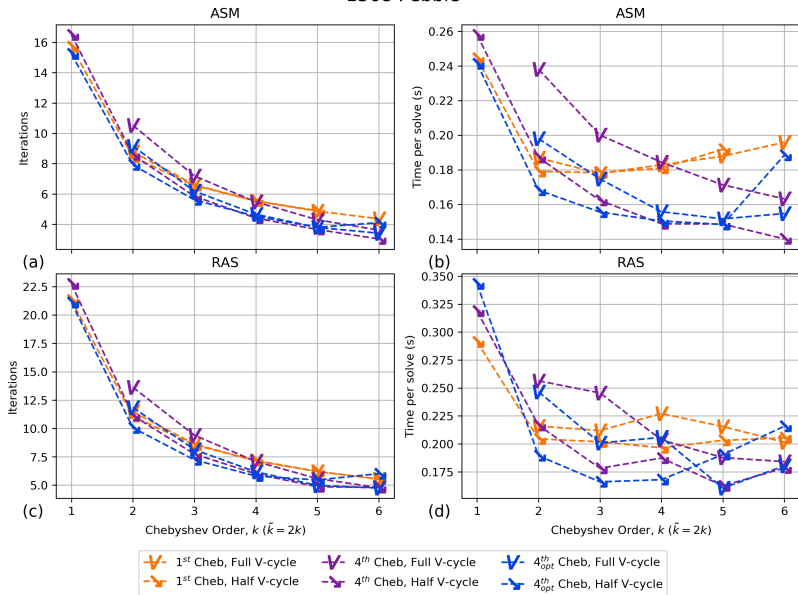 ASM
ASM
16
14
12
10
8
6
4
Iterations
0.26
0.24
0.22
0.20
0.18
0.16
0.14
Time per solve (s)
(a)
(b)
RAS
RAS
22.5
20.0
17.5
15.0
12.5
10.0
7.5
5.0
Iterations
0.350
0.325
0.300
0.275
0.250
0.225
0.200
0.175
Time per solve (s)
1 2 3 4 5 6
1 2 3 4 5 6
(c)
(d)
Chebyshev Order, k (k̃ = 2k)
Chebyshev Order, k (k̃ = 2k)
1st Cheb, Full V-cycle
1st Cheb, Half V-cycle
4th Cheb, Full V-cycle
4th Cheb, Half V-cycle
4th opt Cheb, Full V-cycle
4th opt Cheb, Half V-cycle